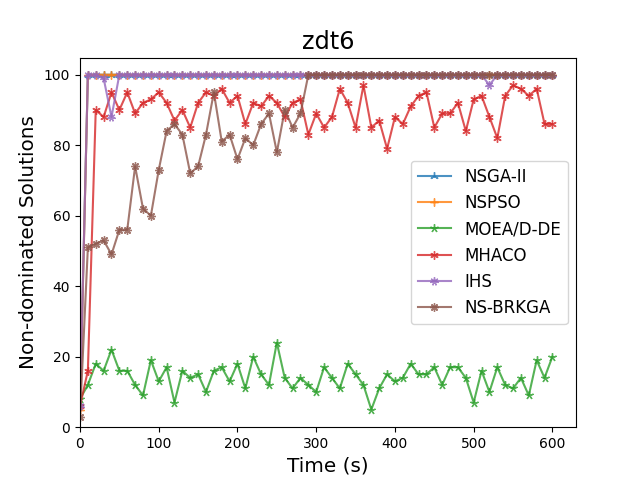 zdt6
Non-dominated Solutions
100
80
60
40
20
0
0 100 200 300 400 500 600
Time (s)
NSGA-II
NSPSO
MOEA/D-DE
MHACO
IHS
NS-BRKGA